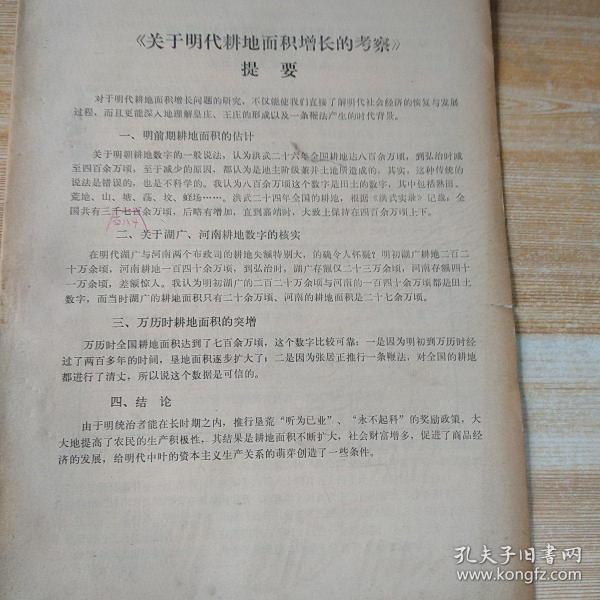 《关于明代耕地面积增长的考察》
提 要
对于明代耕地面积增长问题的研究，不仅能使我们直接了解明代社会经济的恢复与发展
过程，而且更能深入地理解皇庄、王庄的形成以及一条鞭法产生的时代背景。
一、明前期耕地面积的估计
关于明朝耕地数字的一般说法，认为洪武二十六年全国耕地达八百余万顷，到弘治时减
至四百余万顷，至于减少的原因，都认为是地主阶级兼并土地所造成的。其实，这种传统的
说法是错误的，也是不科学的。我认为八百余万顷这个数字是田土的数字，其中包括熟田、
荒地、山、塘、荡、坟、鲜场……。洪武二十四年全国的耕地，根据《洪武实录》记载：全
国共有三千七百余万顷，后略有增加，直到嘉靖时，大致上保持在四百余万顷上下。
二、关于湖广、河南耕地数字的核实
在明代湖广与河南两个布政司的耕地失额特别大，的确令人怀疑？明初湖广耕地二百二
十万余顷，河南耕地一百四十余万顷，到弘治时，湖广存额仅二十三万余顷，河南存额四十
一万余顷，差额惊人。我认为明初湖广的二百二十万余顷与河南的一百四十余万顷都是田土
数字，而当时湖广的耕地面积只有二十余万顷、河南的耕地面积是二十七余万顷。
三、万历时耕地面积的突增
万历时全国耕地面积达到了七百余万顷，这个数字比较可靠：一是因为明初到万历时经
过了两百多年的时间，垦地面积逐步扩大了；二是因为张居正推行一条鞭法，对全国的耕地
都进行了清丈，所以说这个数据是可信的。
四、结 论
由于明统治者能在长时期之内，推行垦荒“听为己业”、“永不起科”的奖励政策，大
大地提高了农民的生产积极性，其结果是耕地面积不断扩大，社会财富增多，促进了商品经
济的发展，给明代中叶的资本主义生产关系的萌芽创造了一些条件。
孔夫子旧书网
www.kongfz.com